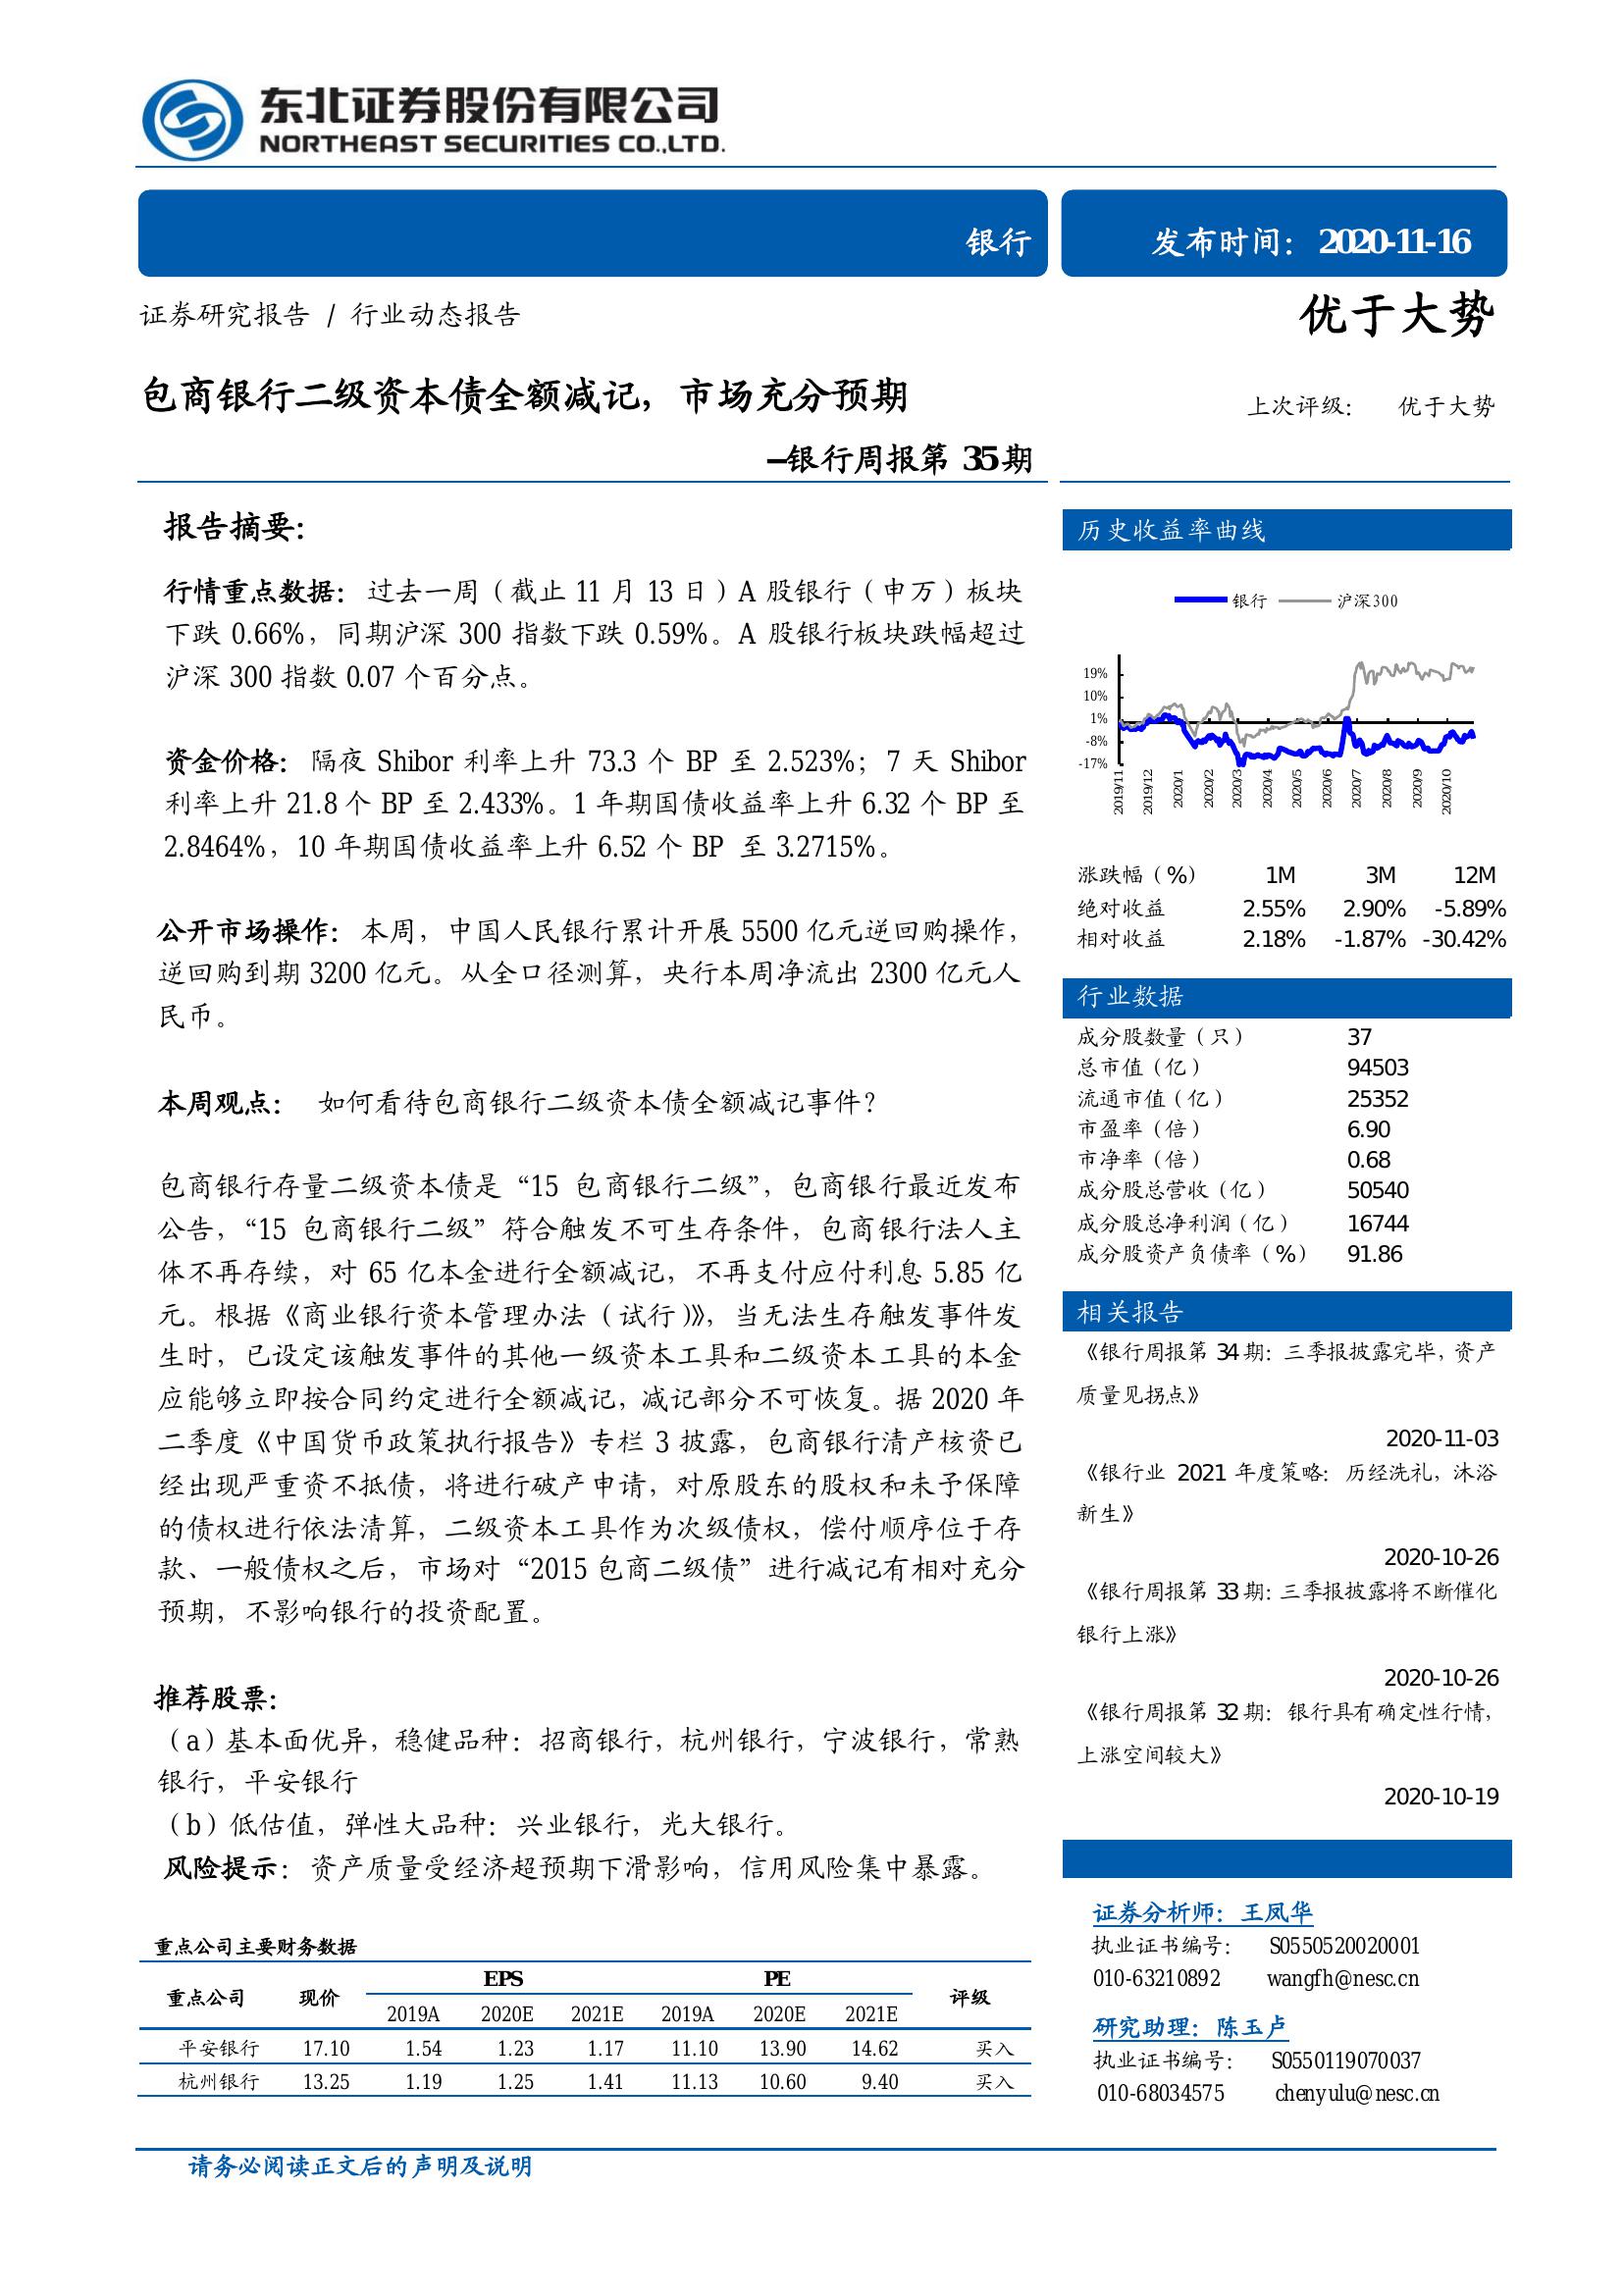 东北证券股份有限公司
NORTHEAST SECURITIES CO.,LTD.
银行
发布时间：2020-11-16
证券研究报告 / 行业动态报告
优于大势
包商银行二级资本债全额减记，市场充分预期
上次评级： 优于大势
—银行周报第 35 期
报告摘要：
行情重点数据：过去一周（截止 11 月 13 日）A 股银行（申万）板块
下跌 0.66%，同期沪深 300 指数下跌 0.59%。A 股银行板块跌幅超过
沪深 300 指数 0.07 个百分点。
资金价格：隔夜 Shibor 利率上升 73.3 个 BP 至 2.523%；7 天 Shibor
利率上升 21.8 个 BP 至 2.433%。1 年期国债收益率上升 6.32 个 BP 至
2.8464%，10 年期国债收益率上升 6.52 个 BP 至 3.2715%。
公开市场操作：本周，中国人民银行累计开展 5500 亿元逆回购操作，
逆回购到期 3200 亿元。从全口径测算，央行本周净流出 2300 亿元人
民币。
本周观点： 如何看待包商银行二级资本债全额减记事件？
包商银行存量二级资本债是“15 包商银行二级”，包商银行最近发布
公告，“15 包商银行二级”符合触发不可生存条件，包商银行法人主
体不再存续，对 65 亿本金进行全额减记，不再支付应付利息 5.85 亿
元。根据《商业银行资本管理办法（试行）》，当无法生存触发事件发
生时，已设定该触发事件的其他一级资本工具和二级资本工具的本金
应能够立即按合同约定进行全额减记，减记部分不可恢复。据 2020 年
二季度《中国货币政策执行报告》专栏 3 披露，包商银行清产核资已
经出现严重资不抵债，将进行破产申请，对原股东的股权和未予保障
的债权进行依法清算，二级资本工具作为次级债权，偿付顺序位于存
款、一般债权之后，市场对“2015 包商二级债”进行减记有相对充分
预期，不影响银行的投资配置。
推荐股票：
（a）基本面优异，稳健品种：招商银行，杭州银行，宁波银行，常熟
银行，平安银行
（b）低估值，弹性大品种：兴业银行，光大银行。
风险提示：资产质量受经济超预期下滑影响，信用风险集中暴露。
重点公司主要财务数据
重点公司 现价 EPS PE 评级
2019A 2020E 2021E 2019A 2020E 2021E
平安银行 17.10 1.54 1.23 1.17 11.10 13.90 14.62 买入
杭州银行 13.25 1.19 1.25 1.41 11.13 10.60 9.40 买入
历史收益率曲线
银行 沪深300
19%
10%
1%
-8%
-17%
2019/11 2019/12 2020/1 2020/2 2020/3 2020/4 2020/5 2020/6 2020/7 2020/8 2020/9 2020/10
涨跌幅（%） 1M 3M 12M
绝对收益 2.55% 2.90% -5.89%
相对收益 2.18% -1.87% -30.42%
行业数据
成分股数量（只） 37
总市值（亿） 94503
流通市值（亿） 25352
市盈率（倍） 6.90
市净率（倍） 0.68
成分股总营收（亿） 50540
成分股总净利润（亿） 16744
成分股资产负债率（%） 91.86
相关报告
《银行周报第 34 期：三季报披露完毕，资产
质量见拐点》
2020-11-03
《银行业 2021 年度策略：历经洗礼，沐浴
新生》
2020-10-26
《银行周报第 33 期：三季报披露将不断催化
银行上涨》
2020-10-26
《银行周报第 32 期：银行具有确定性行情，
上涨空间较大》
2020-10-19
证券分析师：王凤华
执业证书编号： S0550520020001
010-63210892 wangfh@nesc.cn
研究助理：陈玉卢
执业证书编号： S0550119070037
010-68034575 chenyulu@nesc.cn
请务必阅读正文后的声明及说明